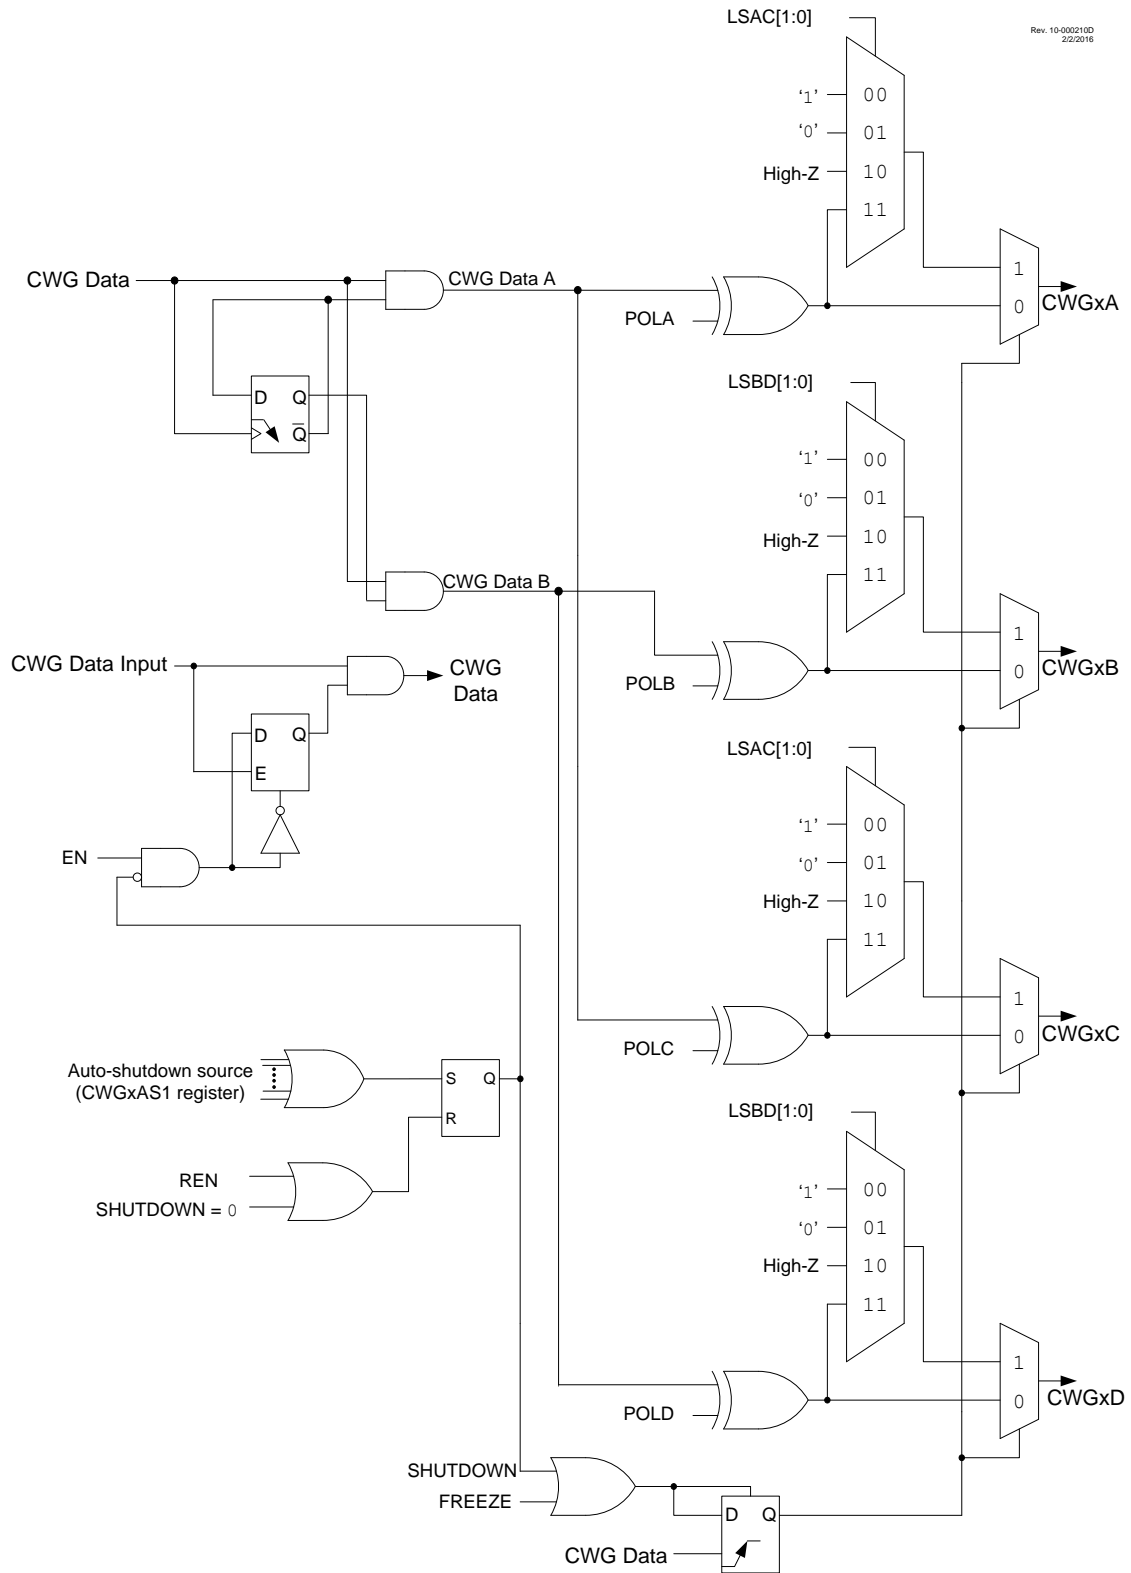 LSAC[1:0]
Rev. 10-000210D
2/2/2016
‘1’
00
‘0’
01
High-Z
10
11
CWG Data
CWG Data A
POLA
1
0
CWGxA
D
Q
Q
LSBD[1:0]
‘1’
00
‘0’
01
High-Z
10
11
CWG Data B
POLB
1
0
CWGxB
CWG Data Input
CWG
Data
D
Q
E
EN
LSAC[1:0]
‘1’
00
‘0’
01
High-Z
10
11
POLC
1
0
CWGxC
Auto-shutdown source
(CWGxAS1 register)
S
Q
R
REN
SHUTDOWN = 0
LSBD[1:0]
‘1’
00
‘0’
01
High-Z
10
11
POLD
1
0
CWGxD
SHUTDOWN
FREEZE
D
Q
CWG Data